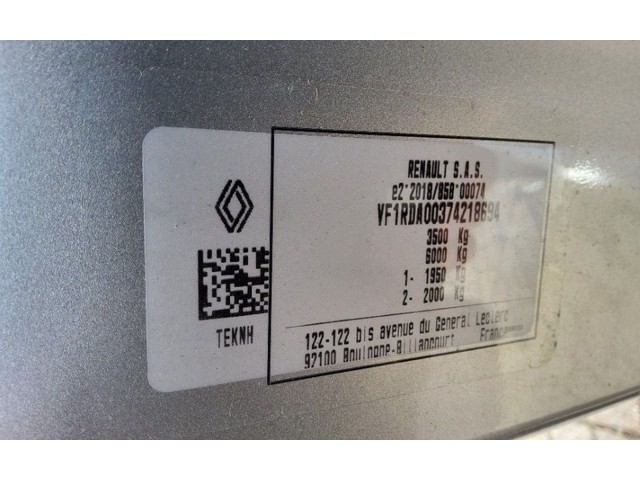 RENAULT S.A.S.
e2*2018/858*00074
VF1RDA00374218694
3500 Kg
6000 Kg
1- 1950 Kg
2- 2000 Kg
TEKNH
122-122 bis avenue du General Leclerc
92100 Boulogne-Billancourt France